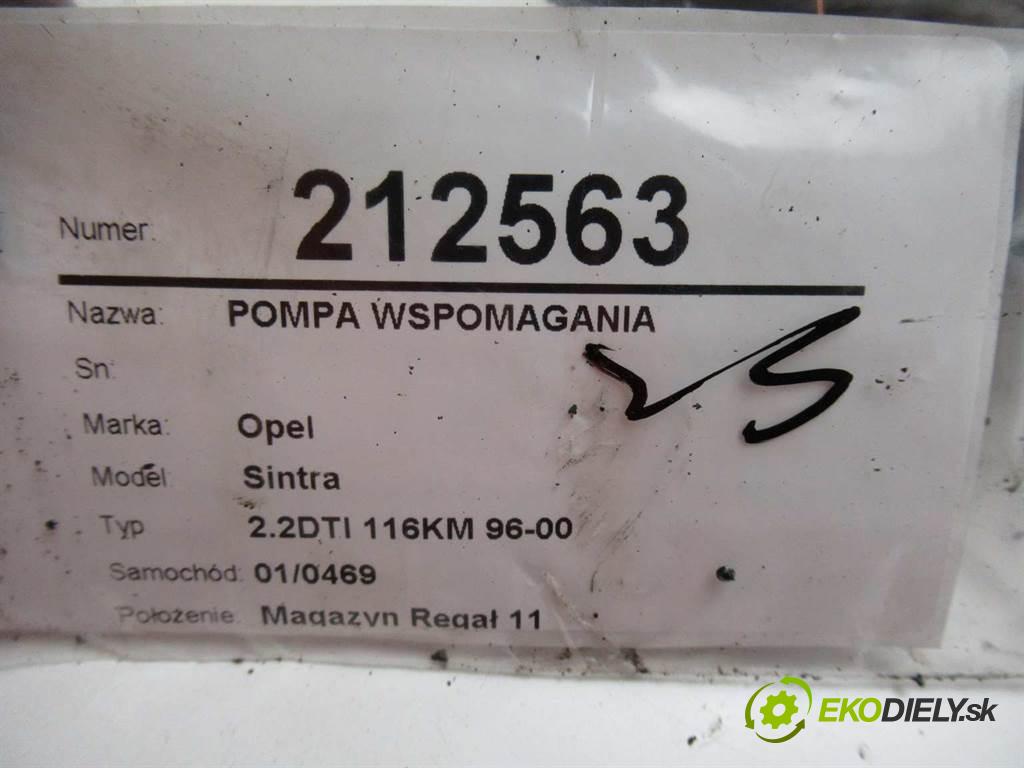 Numer: 212563
Nazwa: POMPA WSPOMAGANIA
Sn:
Marka: Opel
Model: Sintra
Typ 2.2DTI 116KM 96-00
Samochód: 01/0469
Położenie: Magazyn Regał 11
EKODIELY.sk